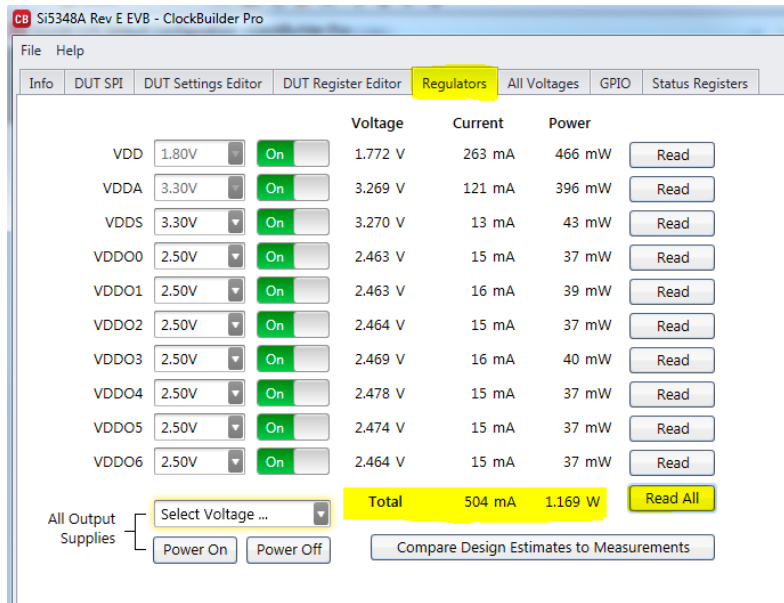 CB Si5348A Rev E EVB - ClockBuilder Pro
File Help
Info DUT SPI DUT Settings Editor DUT Register Editor Regulators All Voltages GPIO Status Registers
Voltage Current Power
VDD 1.80V On 1.772 V 263 mA 466 mW Read
VDDA 3.30V On 3.269 V 121 mA 396 mW Read
VDDS 3.30V On 3.270 V 13 mA 43 mW Read
VDDO0 2.50V On 2.463 V 15 mA 37 mW Read
VDDO1 2.50V On 2.463 V 16 mA 39 mW Read
VDDO2 2.50V On 2.464 V 15 mA 37 mW Read
VDDO3 2.50V On 2.469 V 16 mA 40 mW Read
VDDO4 2.50V On 2.478 V 15 mA 37 mW Read
VDDO5 2.50V On 2.474 V 15 mA 37 mW Read
VDDO6 2.50V On 2.464 V 15 mA 37 mW Read
Total 504 mA 1.169 W Read All
All Output Supplies
Select Voltage ...
Power On Power Off Compare Design Estimates to Measurements